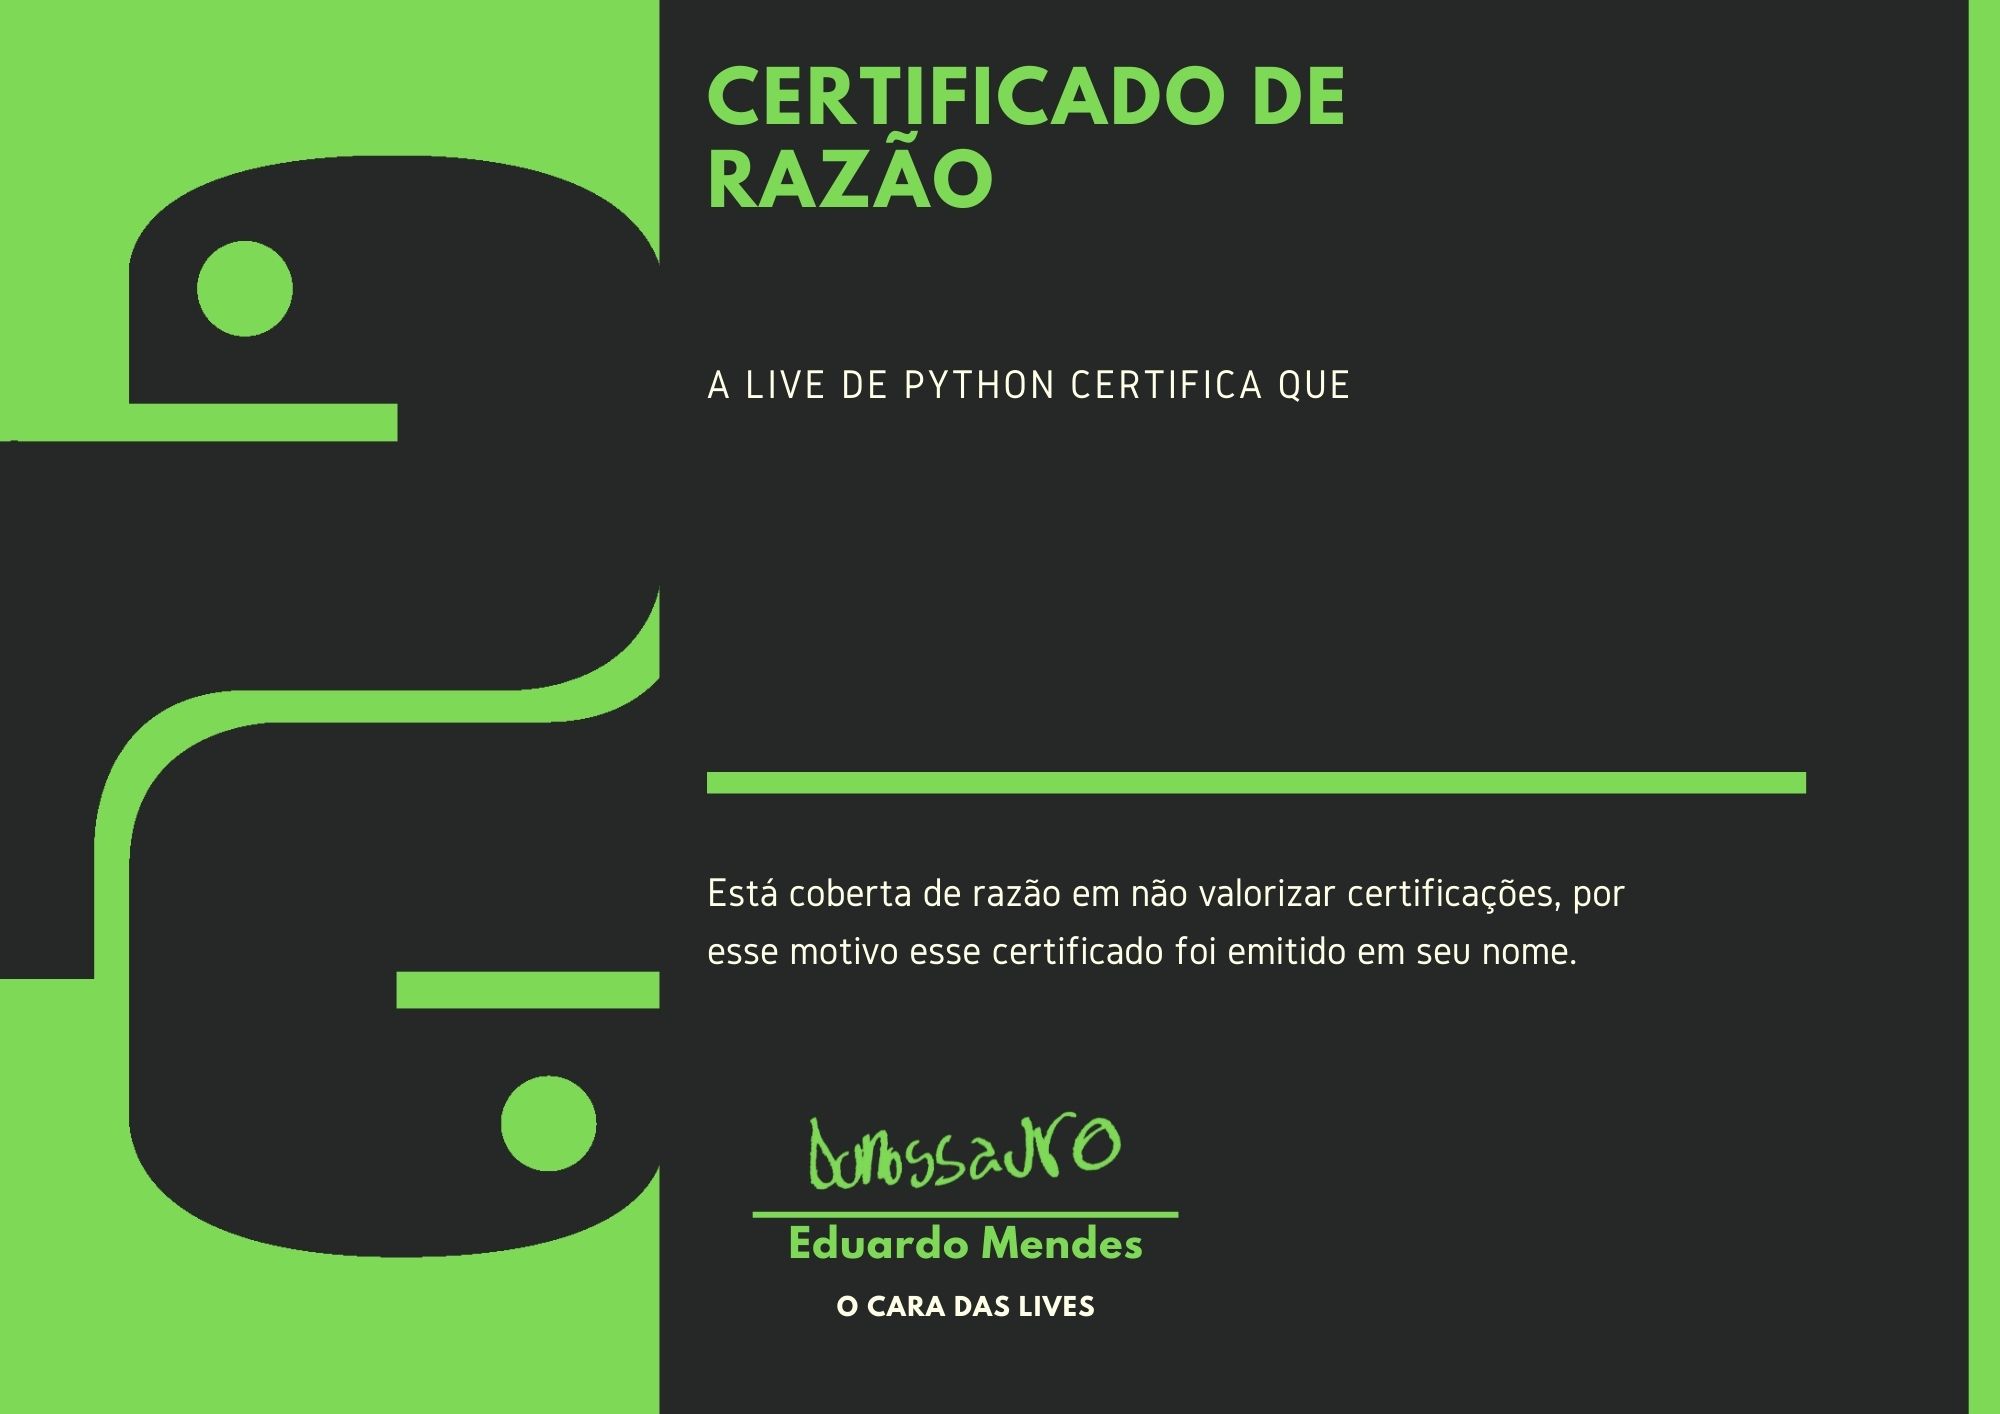 CERTIFICADO DE
RAZÃO
A LIVE DE PYTHON CERTIFICA QUE
Está coberta de razão em não valorizar certificações, por
esse motivo esse certificado foi emitido em seu nome.
Dunossauro
Eduardo Mendes
O CARA DAS LIVES